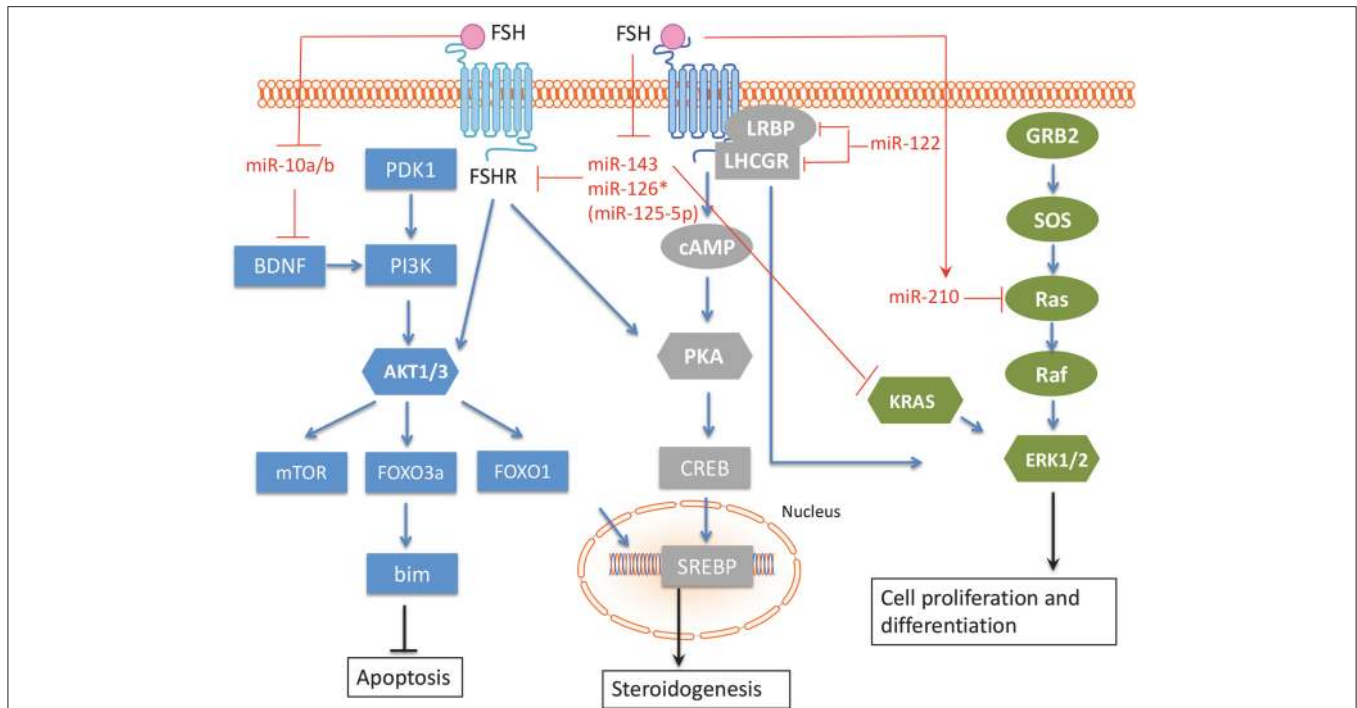 FSH
FSH
LRBP
LHCGR
miR-122
GRB2
miR-10a/b
PDK1
FSHR
miR-143
miR-126*
(miR-125-5p)
SOS
cAMP
BDNF
PI3K
miR-210
Ras
PKA
AKT1/3
Raf
KRAS
mTOR
FOXO3a
FOXO1
CREB
ERK1/2
Nucleus
bim
SREBP
Cell proliferation and
differentiation
Apoptosis
Steroidogenesis